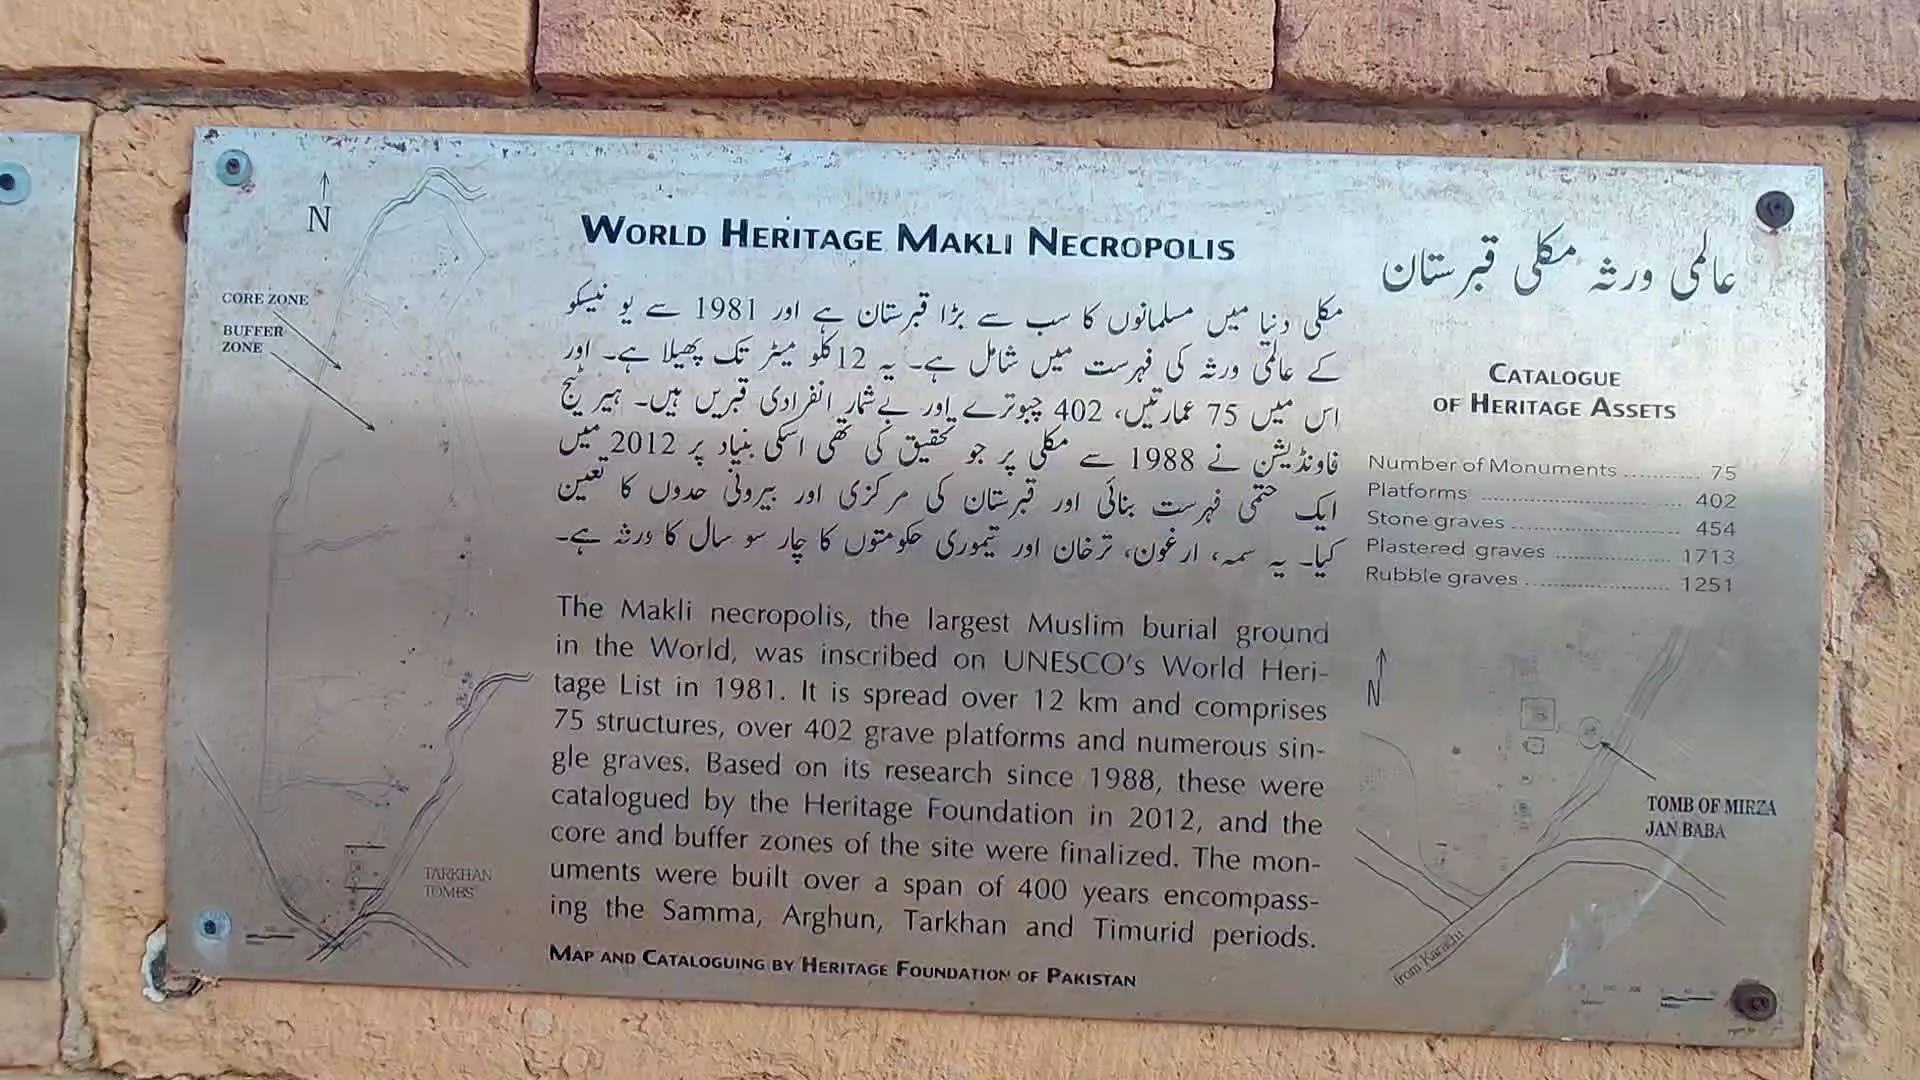 N
CORE ZONE
BUFFER
ZONE
TARKHAN
TOMBS
WORLD HERITAGE MAKLI NECROPOLIS
عالمی ورثہ مکلی قبرستان
مکلی دنیا میں مسلمانوں کا سب سے بڑا قبرستان ہے اور 1981 سے یو نیسکو
کے عالمی ورثہ کی فہرست میں شامل ہے۔ یہ 12 کلو میٹر تک پھیلا ہے۔ اور
اس میں 75 عمارتیں، 402 چبوترے اور بے شمار انفرادی قبریں ہیں۔ ہیریٹیج
فاونڈیشن نے 1988 سے مکلی پر جو تحقیق کی تھی اسکی بنیاد پر 2012 میں
ایک حتمی فہرست بنائی اور قبرستان کی مرکزی اور بیرونی حدوں کا تعین
کیا۔ یہ سمہ، ارغون، ترخان اور تیموری حکومتوں کا چار سو سال کا ورثہ ہے۔
The Makli necropolis, the largest Muslim burial ground
in the World, was inscribed on UNESCO's World Heri-
tage List in 1981. It is spread over 12 km and comprises
75 structures, over 402 grave platforms and numerous sin-
gle graves. Based on its research since 1988, these were
catalogued by the Heritage Foundation in 2012, and the
core and buffer zones of the site were finalized. The mon-
uments were built over a span of 400 years encompass-
ing the Samma, Arghun, Tarkhan and Timurid periods.
MAP AND CATALOGUING BY HERITAGE FOUNDATION OF PAKISTAN
CATALOGUE
OF HERITAGE ASSETS
Number of Monuments ........... 75
Platforms ............................ 402
Stone graves ....................... 454
Plastered graves ................ 1713
Rubble graves .................... 1251
N
TOMB OF MIRZA
JAN BABA
from Karachi